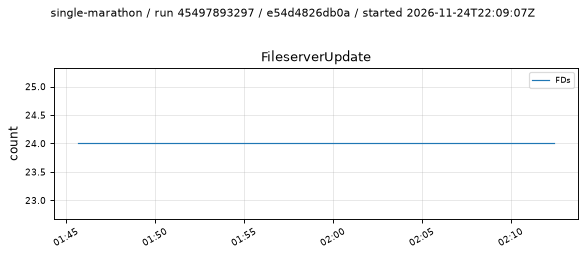 single-marathon / run 45497893297 / e54d4826db0a / started 2026-11-24T22:09:07Z
FileserverUpdate
FDs
count
25.0
24.5
24.0
23.5
23.0
01:45
01:50
01:55
02:00
02:05
02:10